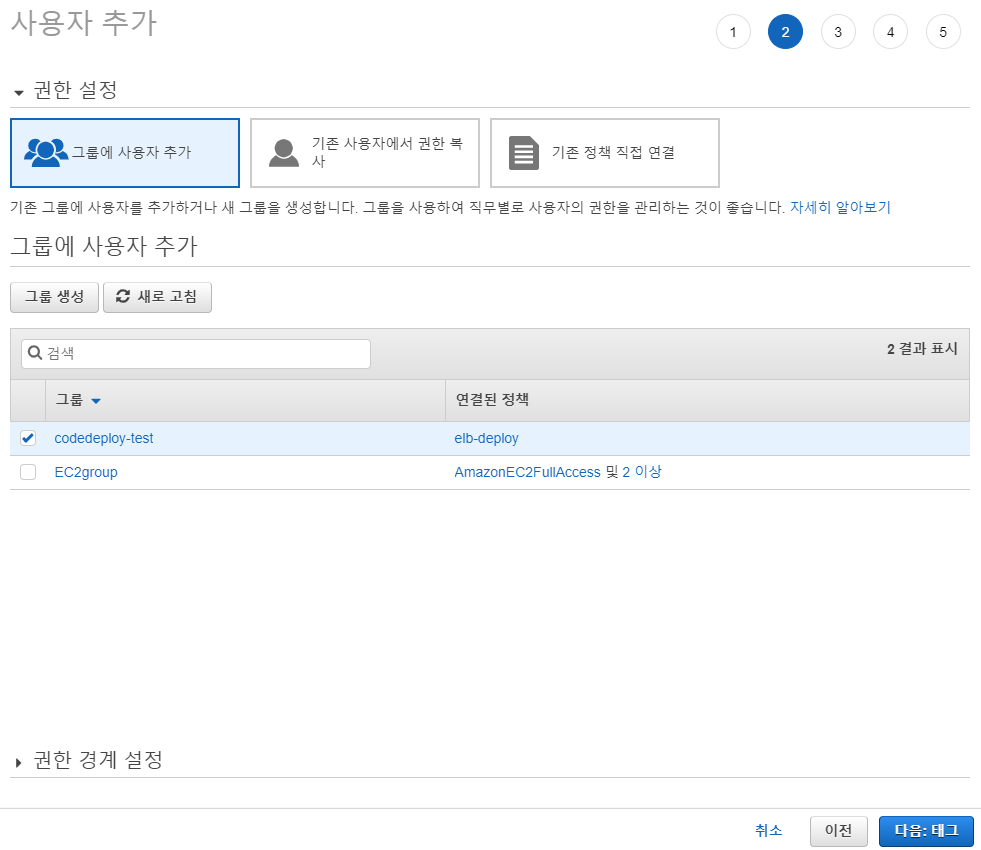 사용자 추가
1 2 3 4 5
권한 설정
그룹에 사용자 추가
기존 사용자에서 권한 복
사
기존 정책 직접 연결
기존 그룹에 사용자를 추가하거나 새 그룹을 생성합니다. 그룹을 사용하여 직무별로 사용자의 권한을 관리하는 것이 좋습니다. 자세히 알아보기
그룹에 사용자 추가
그룹 생성 새로 고침
검색 2 결과 표시
그룹 연결된 정책
codedeploy-test elb-deploy
EC2group AmazonEC2FullAccess 및 2 이상
권한 경계 설정
취소 이전 다음: 태그